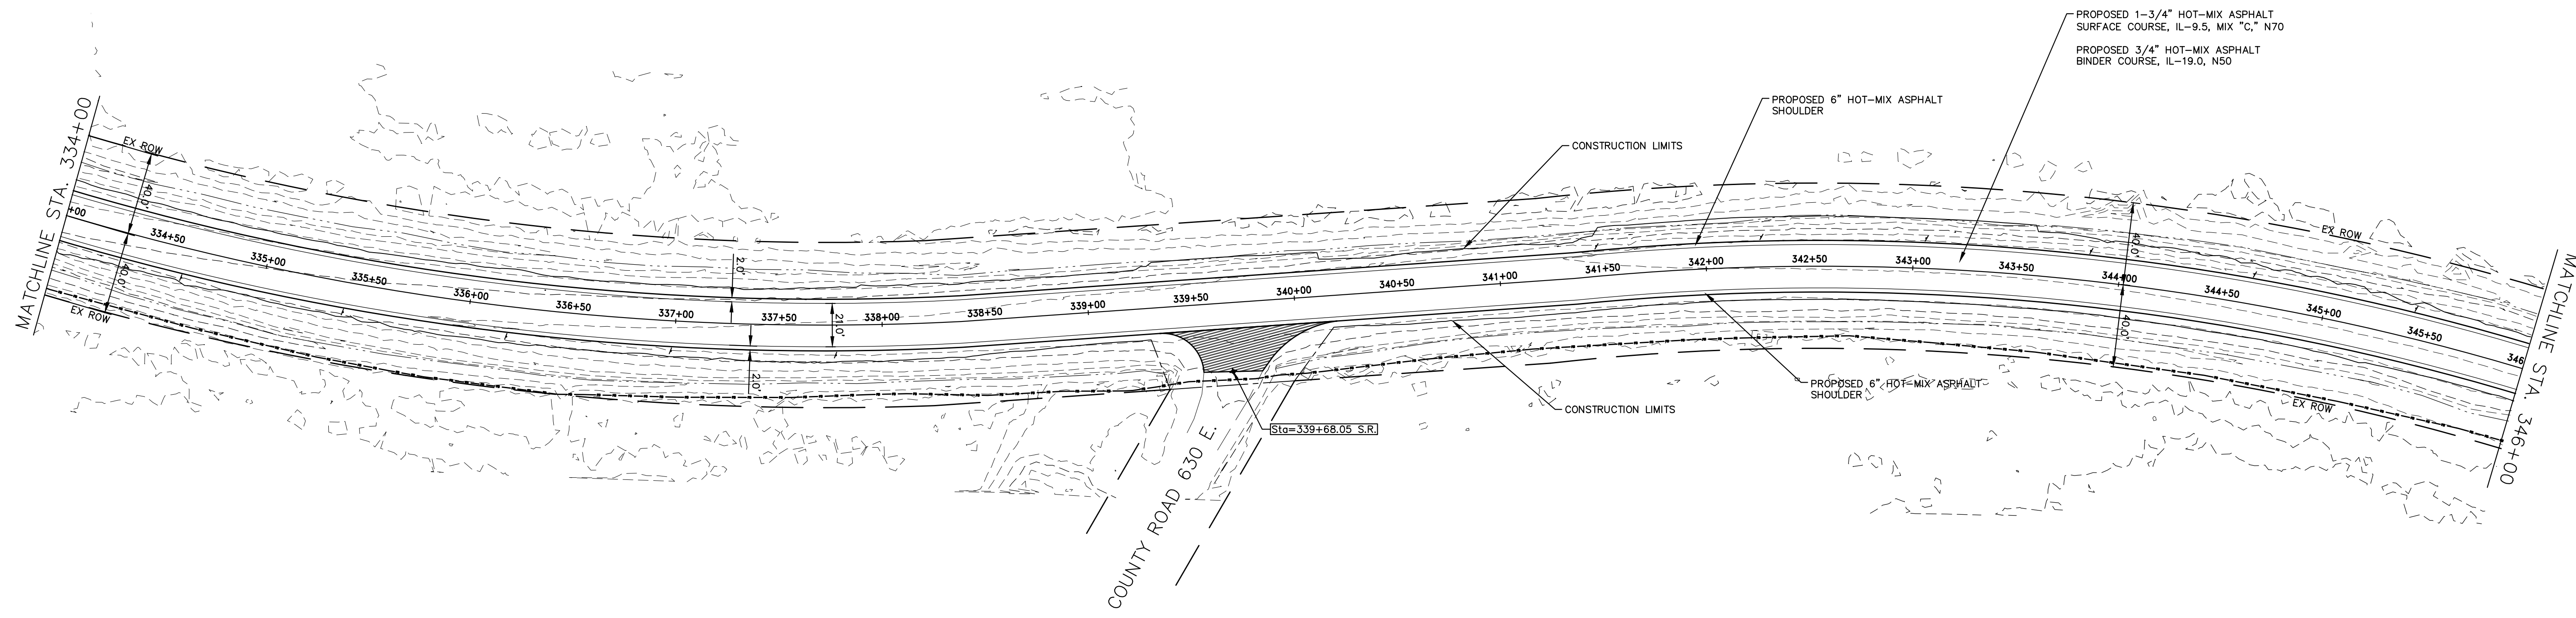 PROPOSED 1-3/4" HOT-MIX ASPHALT
SURFACE COURSE, IL-9.5, MIX "C," N70
PROPOSED 3/4" HOT-MIX ASPHALT
BINDER COURSE, IL-19.0, N50
PROPOSED 6" HOT-MIX ASPHALT
SHOULDER
CONSTRUCTION LIMITS
MATCHLINE STA. 334+00
EX ROW
40.0'
40.0'
EX ROW
+00
334+50
335+00
335+50
336+00
336+50
337+00
337+50
338+00
338+50
339+00
339+50
340+00
340+50
341+00
341+50
342+00
342+50
343+00
343+50
344+00
344+50
345+00
345+50
346
2.0'
21.0'
2.0'
40.0'
40.0'
EX ROW
EX ROW
MATCHLINE STA. 346+00
PROPOSED 6" HOT-MIX ASPHALT
SHOULDER
CONSTRUCTION LIMITS
Sta=339+68.05 S.R.
COUNTY ROAD 630 E.